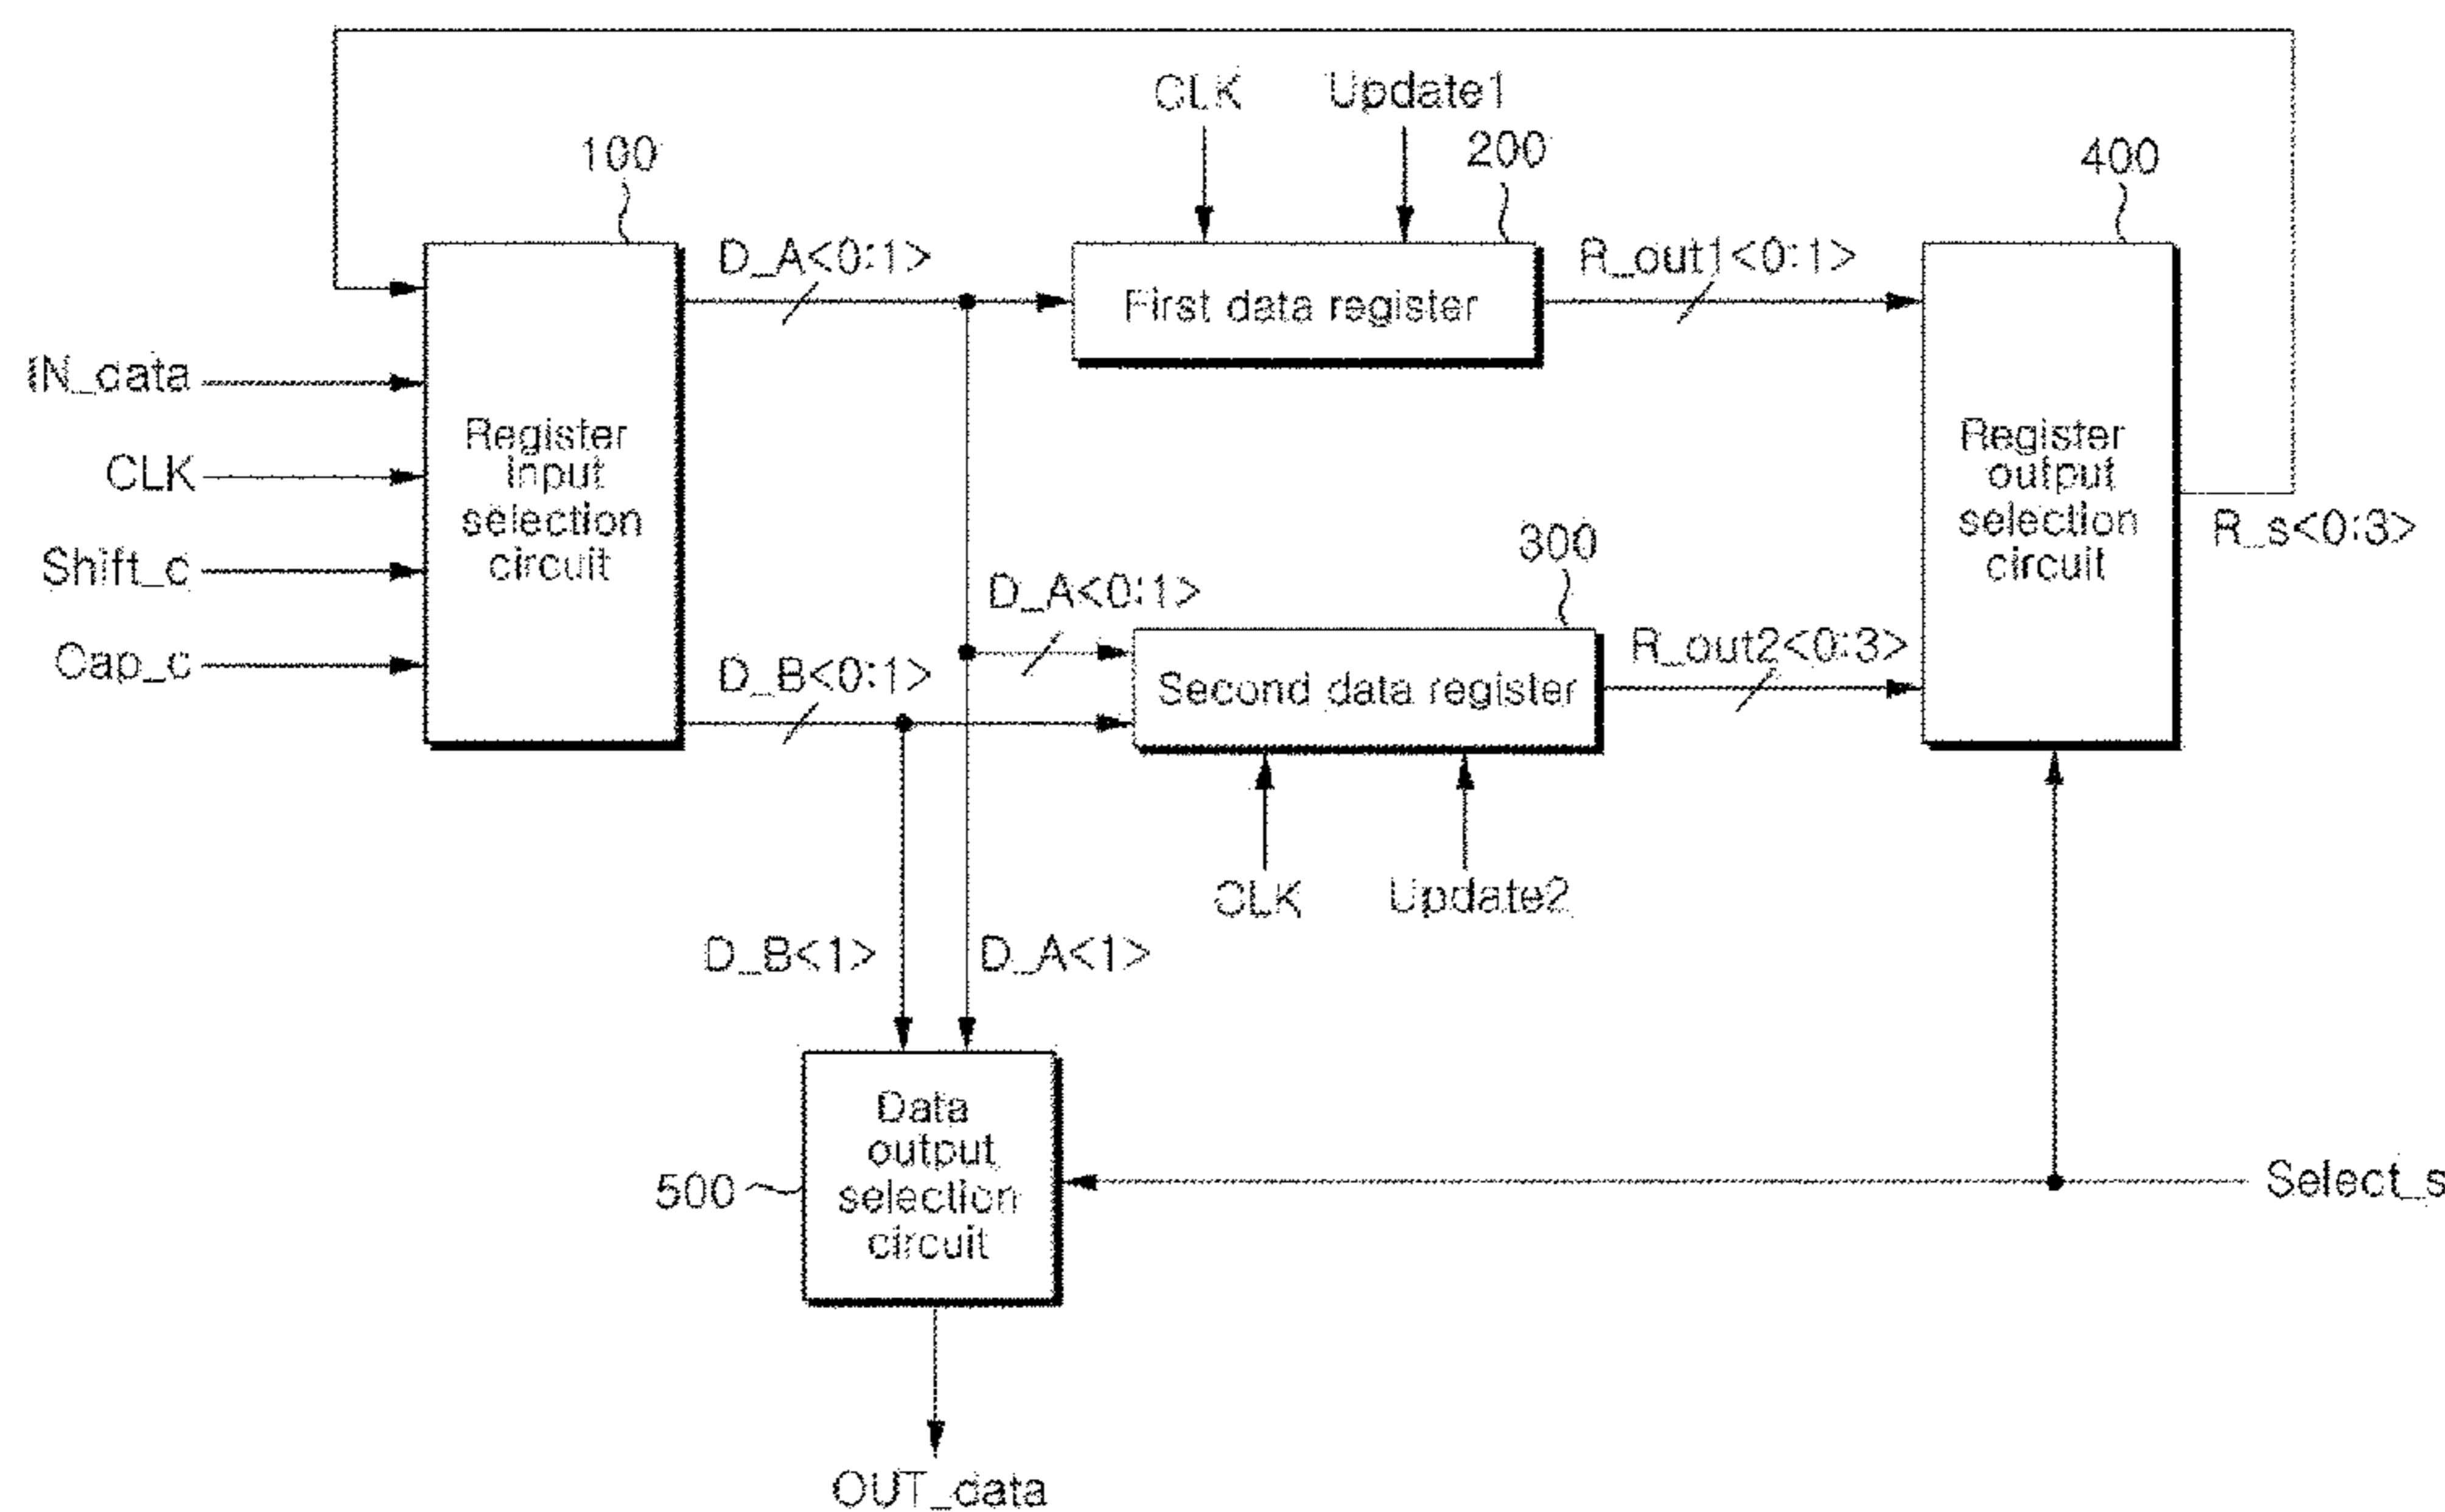 CLK
Update1
100
200
400
D_A<0:1>
R_out1<0:1>
First data register
IN_data
CLK
Shift_c
Cap_c
Register
input
selection
circuit
Register
output
selection
circuit
R_s<0:3>
300
D_A<0:1>
D_B<0:1>
R_out2<0:3>
Second data register
CLK
Update2
D_B<1>
D_A<1>
Data
output
selection
circuit
500
Select_s
OUT_data